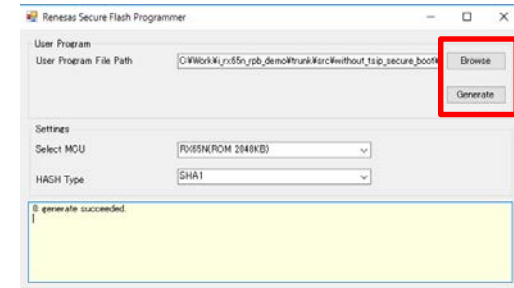 Renesas Secure Flash Programmer
User Program
User Program File Path
C:¥Work¥i_rx65n_rpb_demo¥trunk¥src¥without_tsip_secure_boot¥
Browse
Generate
Settings
Select MCU
RX65N(ROM 2048KB)
HASH Type
SHA1
0: generate succeeded.